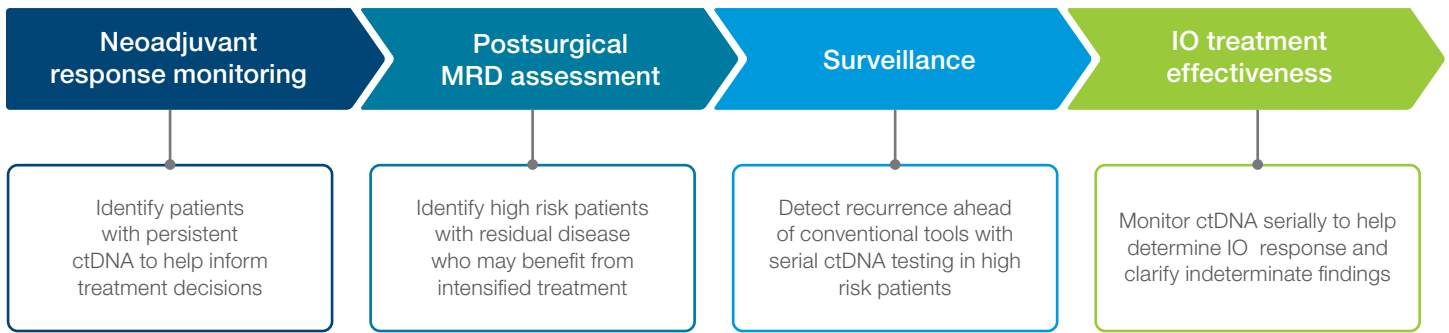 Neoadjuvant
response monitoring
Postsurgical
MRD assessment
Surveillance
IO treatment
effectiveness
Identify patients
with persistent
ctDNA to help inform
treatment decisions
Identify high risk patients
with residual disease
who may benefit from
intensified treatment
Detect recurrence ahead
of conventional tools with
serial ctDNA testing in high
risk patients
Monitor ctDNA serially to help
determine IO response and
clarify indeterminate findings